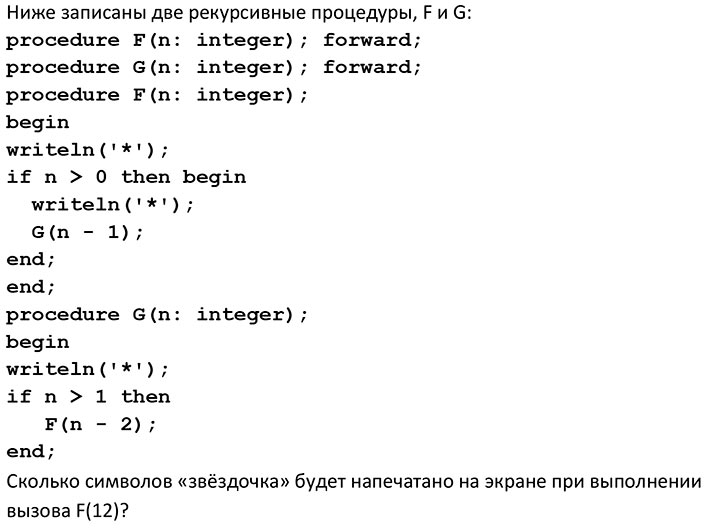 Ниже записаны две рекурсивные процедуры, F и G:
procedure F(n: integer); forward;
procedure G(n: integer); forward;
procedure F(n: integer);
begin
writeln('*');
if n > 0 then begin
  writeln('*');
  G(n - 1);
end;
end;
procedure G(n: integer);
begin
writeln('*');
if n > 1 then
   F(n - 2);
end;
Сколько символов «звёздочка» будет напечатано на экране при выполнении
вызова F(12)?